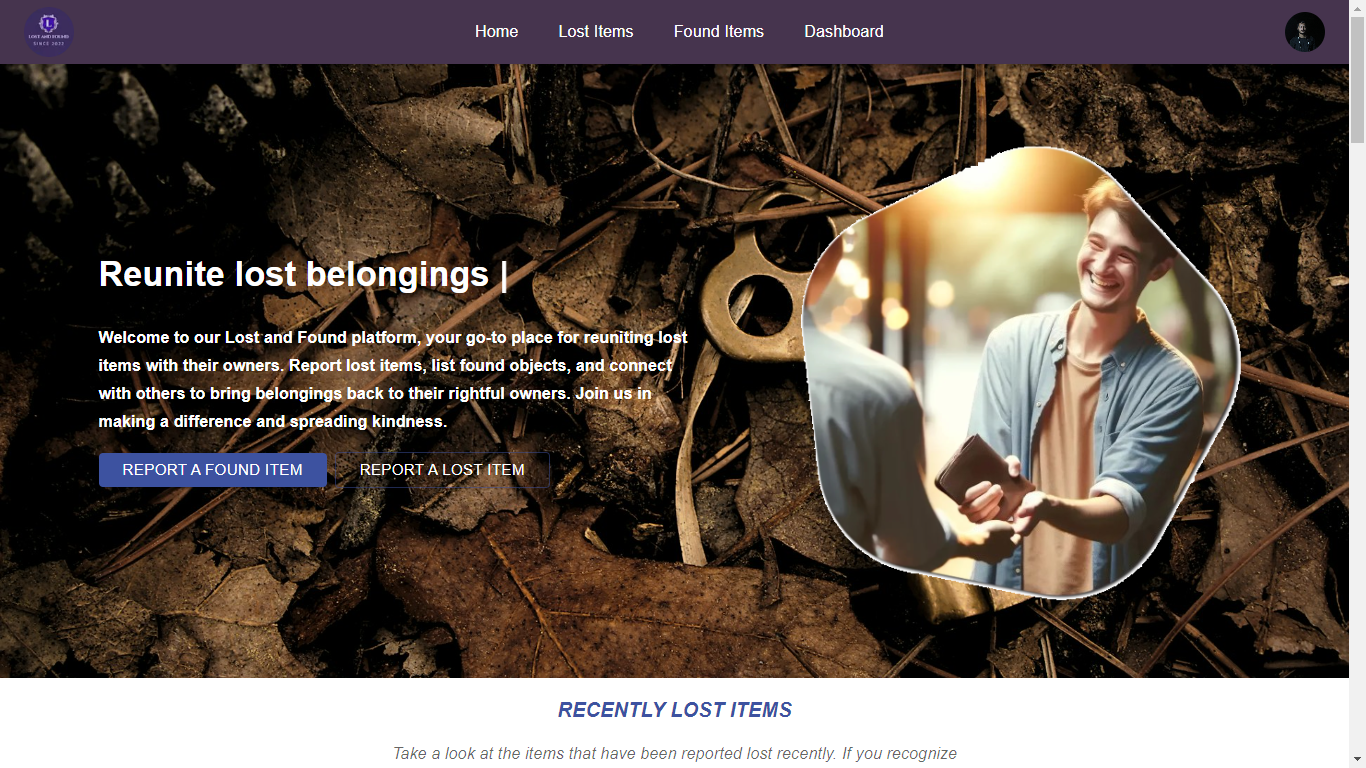 L
LOST AND FOUND
SINCE 2022
Home
Lost Items
Found Items
Dashboard
Reunite lost belongings |
Welcome to our Lost and Found platform, your go-to place for reuniting lost
items with their owners. Report lost items, list found objects, and connect
with others to bring belongings back to their rightful owners. Join us in
making a difference and spreading kindness.
REPORT A FOUND ITEM
REPORT A LOST ITEM
RECENTLY LOST ITEMS
Take a look at the items that have been reported lost recently. If you recognize